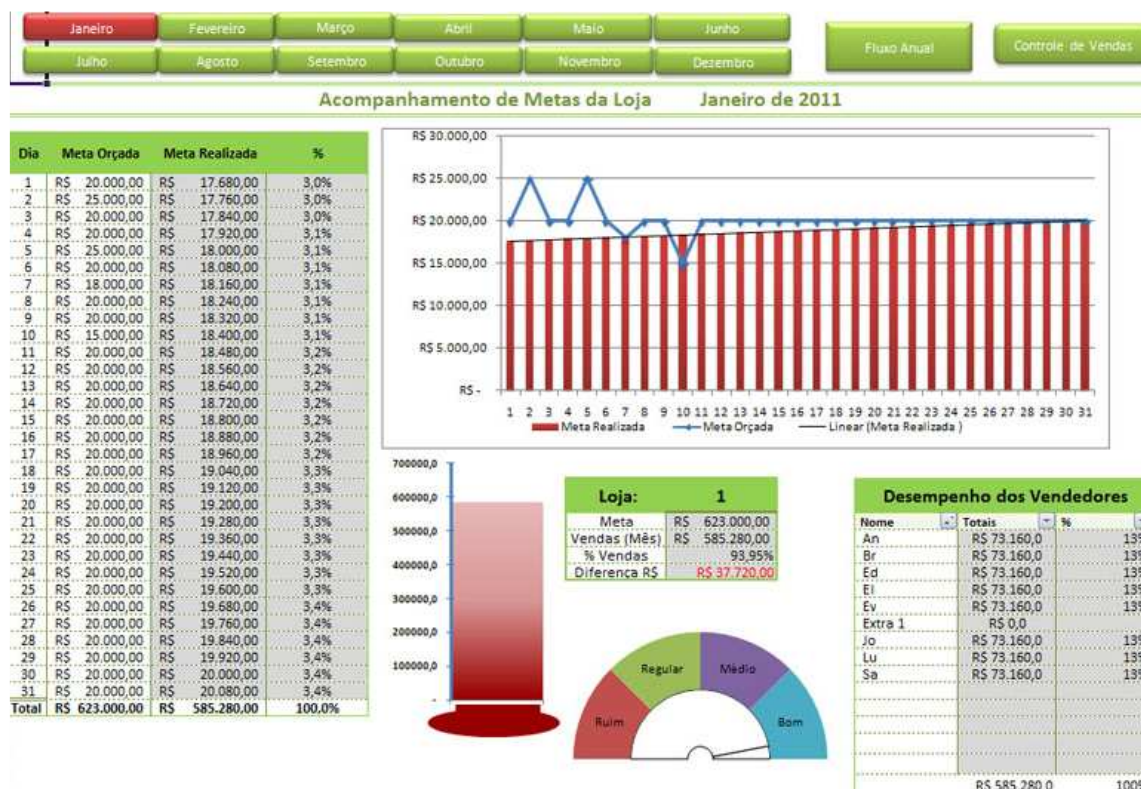 Janeiro Fevereiro Março Abril Maio Junho
Fluxo Anual Controle de Vendas
Julho Agosto Setembro Outubro Novembro Dezembro
Acompanhamento de Metas da Loja Janeiro de 2011
Dia Meta Orçada Meta Realizada %
1 R$ 20.000,00 R$ 17.680,00 3,0%
2 R$ 25.000,00 R$ 17.760,00 3,0%
3 R$ 20.000,00 R$ 17.840,00 3,0%
4 R$ 20.000,00 R$ 17.920,00 3,1%
5 R$ 25.000,00 R$ 18.000,00 3,1%
6 R$ 20.000,00 R$ 18.080,00 3,1%
7 R$ 18.000,00 R$ 18.160,00 3,1%
8 R$ 20.000,00 R$ 18.240,00 3,1%
9 R$ 20.000,00 R$ 18.320,00 3,1%
10 R$ 15.000,00 R$ 18.400,00 3,1%
11 R$ 20.000,00 R$ 18.480,00 3,2%
12 R$ 20.000,00 R$ 18.560,00 3,2%
13 R$ 20.000,00 R$ 18.640,00 3,2%
14 R$ 20.000,00 R$ 18.720,00 3,2%
15 R$ 20.000,00 R$ 18.800,00 3,2%
16 R$ 20.000,00 R$ 18.880,00 3,2%
17 R$ 20.000,00 R$ 18.960,00 3,2%
18 R$ 20.000,00 R$ 19.040,00 3,3%
19 R$ 20.000,00 R$ 19.120,00 3,3%
20 R$ 20.000,00 R$ 19.200,00 3,3%
21 R$ 20.000,00 R$ 19.280,00 3,3%
22 R$ 20.000,00 R$ 19.360,00 3,3%
23 R$ 20.000,00 R$ 19.440,00 3,3%
24 R$ 20.000,00 R$ 19.520,00 3,3%
25 R$ 20.000,00 R$ 19.600,00 3,3%
26 R$ 20.000,00 R$ 19.680,00 3,4%
27 R$ 20.000,00 R$ 19.760,00 3,4%
28 R$ 20.000,00 R$ 19.840,00 3,4%
29 R$ 20.000,00 R$ 19.920,00 3,4%
30 R$ 20.000,00 R$ 20.000,00 3,4%
31 R$ 20.000,00 R$ 20.080,00 3,4%
Total R$ 623.000,00 R$ 585.280,00 100,0%
R$ 30.000,00
R$ 25.000,00
R$ 20.000,00
R$ 15.000,00
R$ 10.000,00
R$ 5.000,00
R$ -
1 2 3 4 5 6 7 8 9 10 11 12 13 14 15 16 17 18 19 20 21 22 23 24 25 26 27 28 29 30 31
Meta Realizada Meta Orçada Linear (Meta Realizada )
700000,0
600000,0
500000,0
400000,0
300000,0
200000,0
100000,0
-
Loja: 1
Meta R$ 623.000,00
Vendas (Mês) R$ 585.280,00
% Vendas 93,95%
Diferença R$ R$ 37.720,00
Ruim
Regular
Médio
Bom
Desempenho dos Vendedores
Nome Totais %
An R$ 73.160,0 13%
Br R$ 73.160,0 13%
Ed R$ 73.160,0 13%
El R$ 73.160,0 13%
Ev R$ 73.160,0 13%
Extra 1 R$ 0,0
Jo R$ 73.160,0 13%
Lu R$ 73.160,0 13%
Sa R$ 73.160,0 13%
R$ 585.280,0 100%